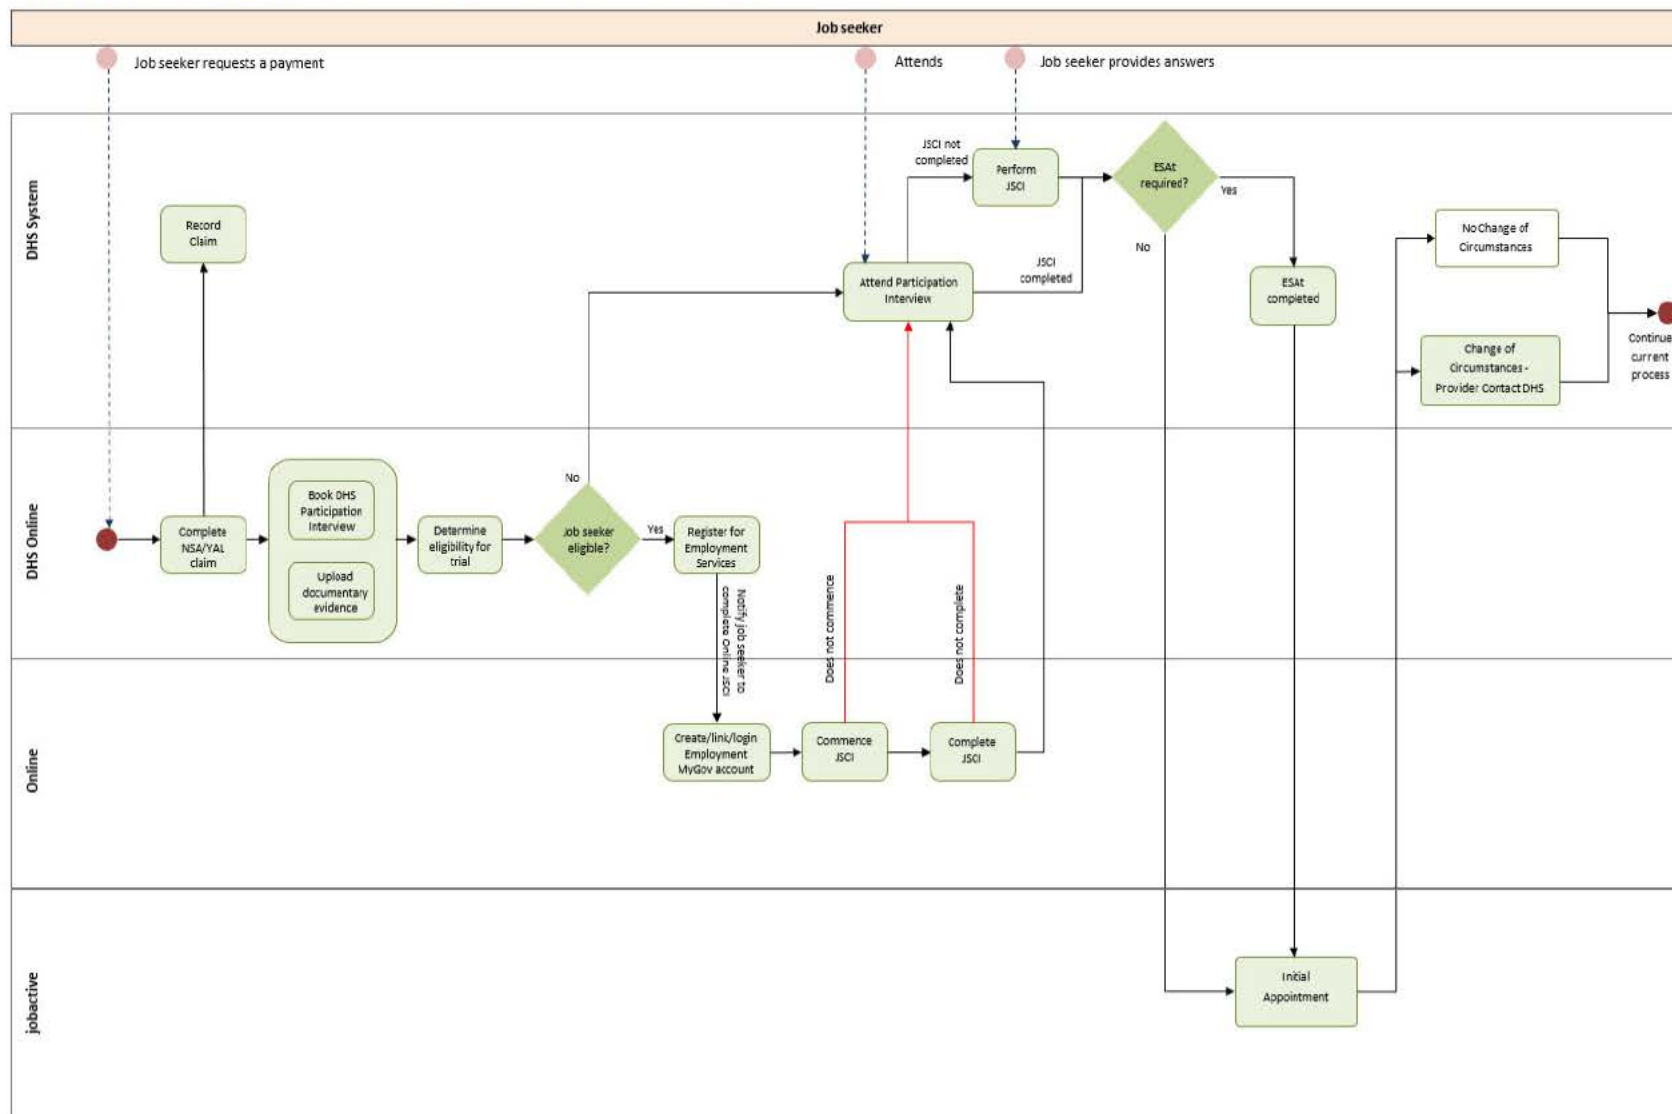 Job seeker
Job seeker requests a payment
Attends
Job seeker provides answers
DHS System
Record
Claim
JSCI not
completed
Perform
JSCI
ESAt
required?
Yes
No
Attend Participation
Interview
JSCI
completed
ESAt
completed
No Change of
Circumstances
Change of
Circumstances -
Provider Contact DHS
Continue
current
process
DHS Online
Complete
NSA/YAL
claim
Book DHS
Participation
Interview
Upload
documentary
evidence
Determine
eligibility for
trial
No
Job seeker
eligible?
Yes
Register for
Employment
Services
Notify job seeker to
complete Online JSCI
Does not commence
Does not complete
Online
Create/link/login
Employment
MyGov account
Commence
JSCI
Complete
JSCI
jobactive
Initial
Appointment